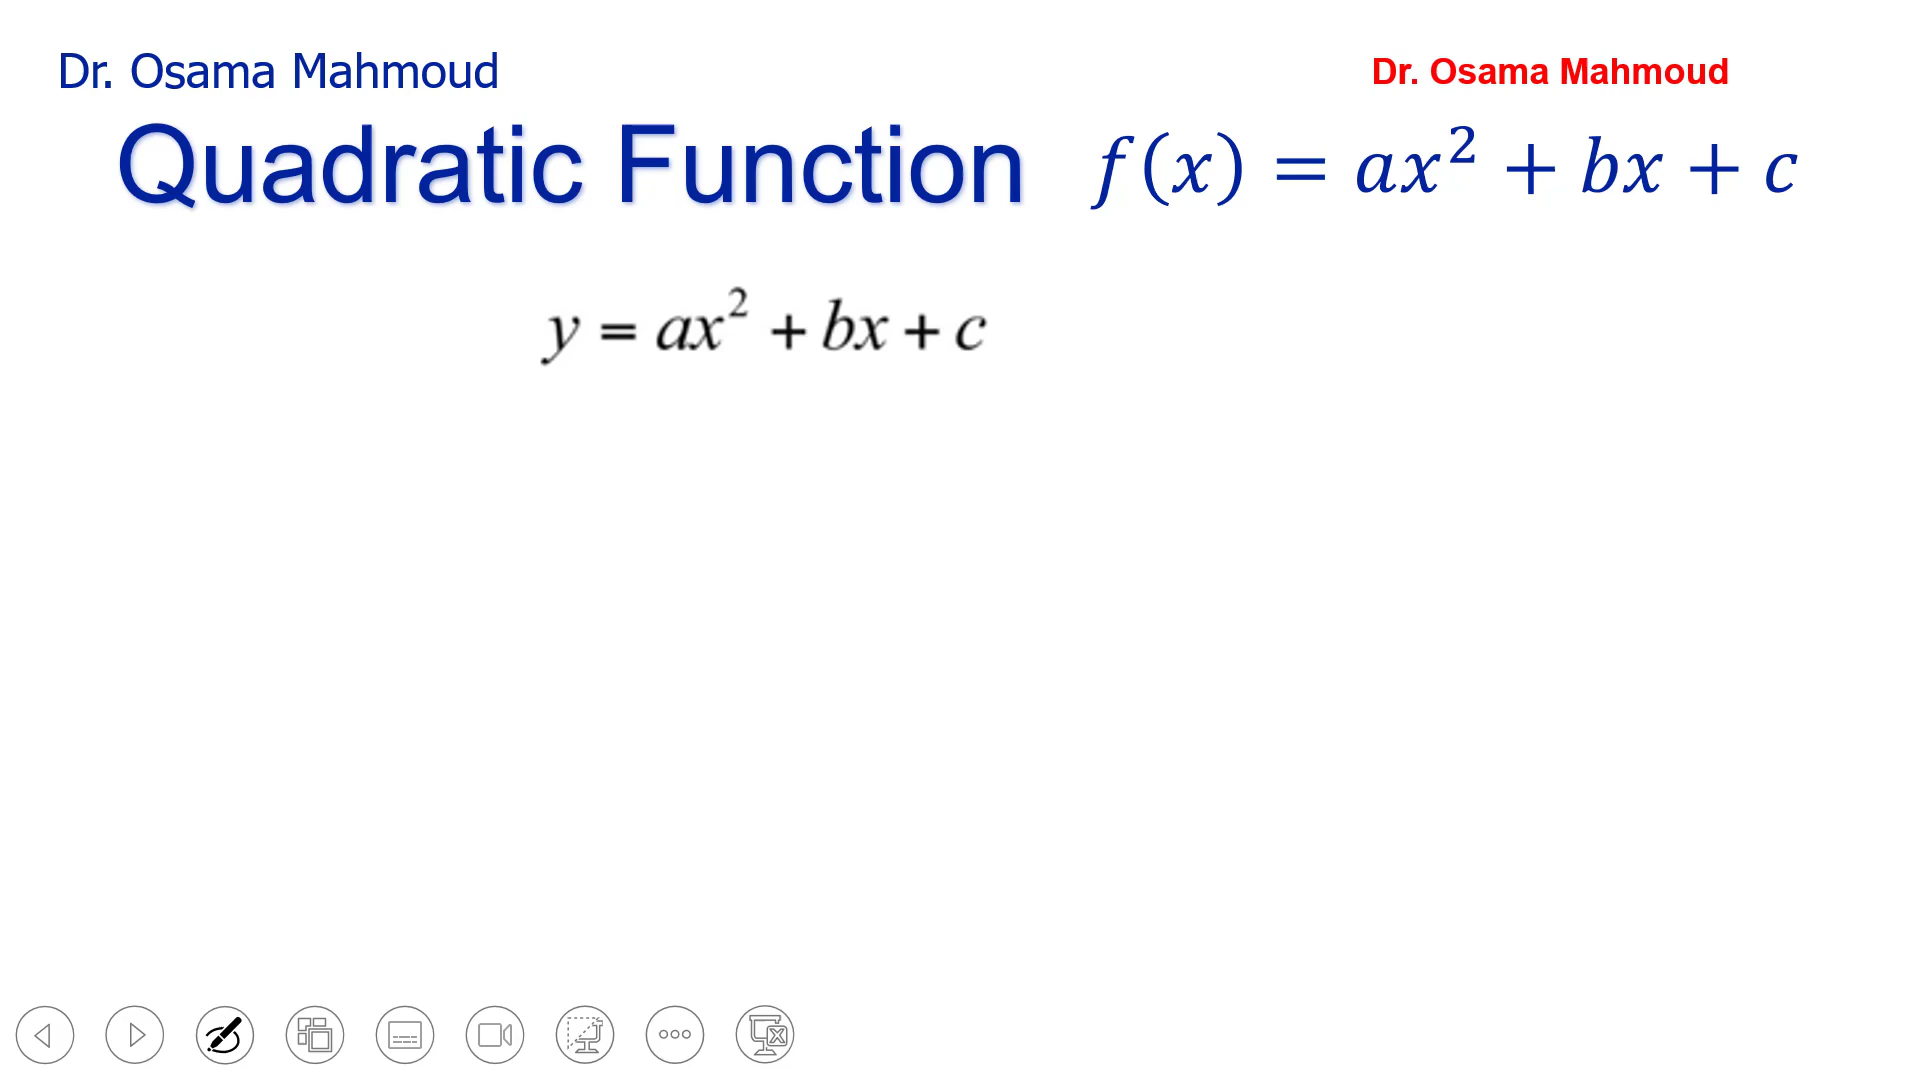 Dr. Osama Mahmoud
Dr. Osama Mahmoud
Quadratic Function f(x) = ax² + bx + c
y = ax² + bx + c